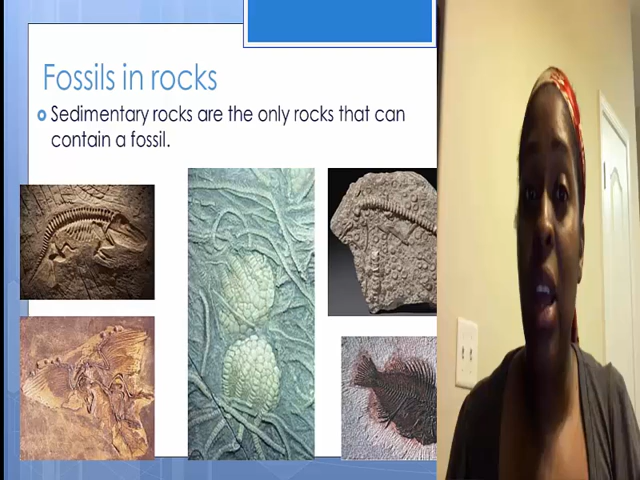 Fossils in rocks
Sedimentary rocks are the only rocks that can
contain a fossil.